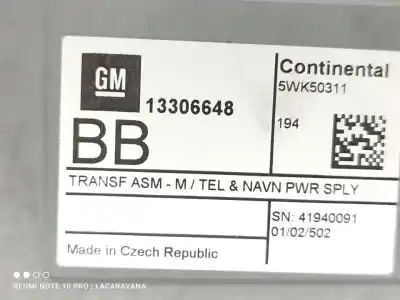 GM
13306648
BB
Continental
5WK50311
194
TRANSF ASM - M / TEL & NAVN PWR SPLY
SN: 41940091
01/02/502
Made in Czech Republic
REDMI NOTE 10 PRO | LACARAVANA